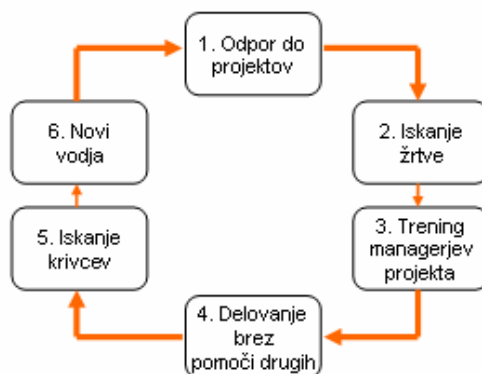 1. Odpor do
projektov
2. Iskanje
žrtve
3. Trening
managerjev
projekta
4. Delovanje
brez
pomoči drugih
5. Iskanje
krivcev
6. Novi
vodja